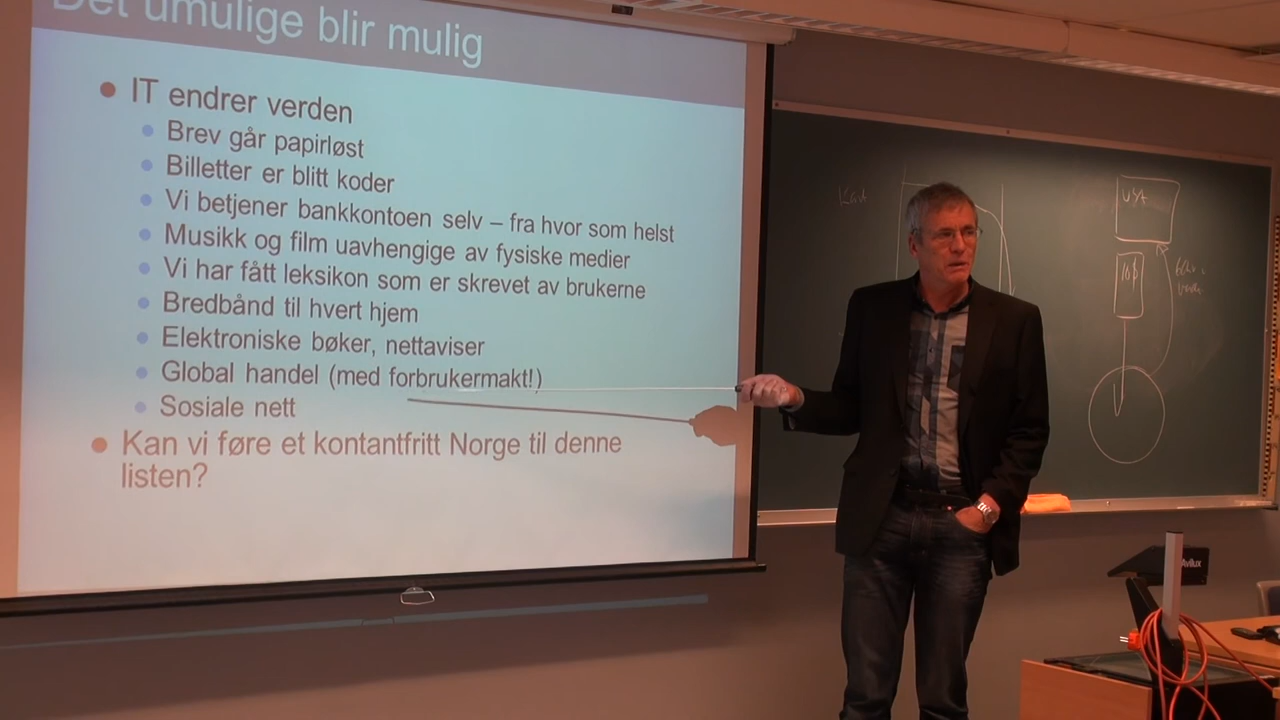 Det umulige blir mulig
IT endrer verden
Brev går papirløst
Billetter er blitt koder
Vi betjener bankkontoen selv – fra hvor som helst
Musikk og film uavhengige av fysiske medier
Vi har fått leksikon som er skrevet av brukerne
Bredbånd til hvert hjem
Elektroniske bøker, nettaviser
Global handel (med forbrukermakt!)
Sosiale nett
Kan vi føre et kontantfritt Norge til denne
listen?
Avilux